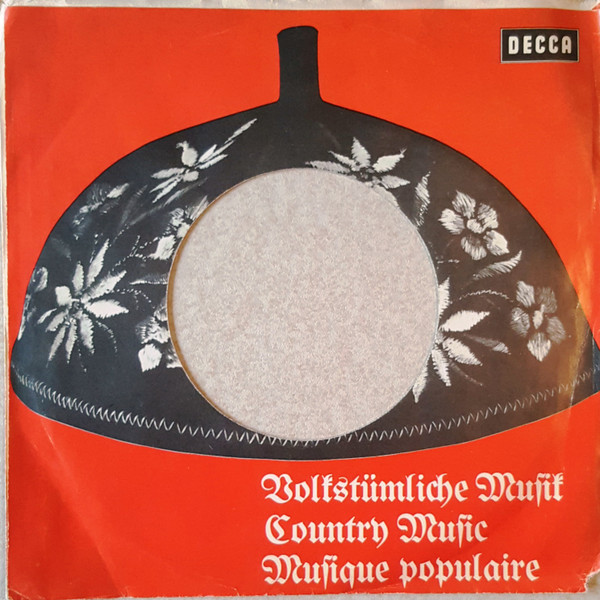 DECCA
Volkstümliche Musik
Country Music
Musique populaire